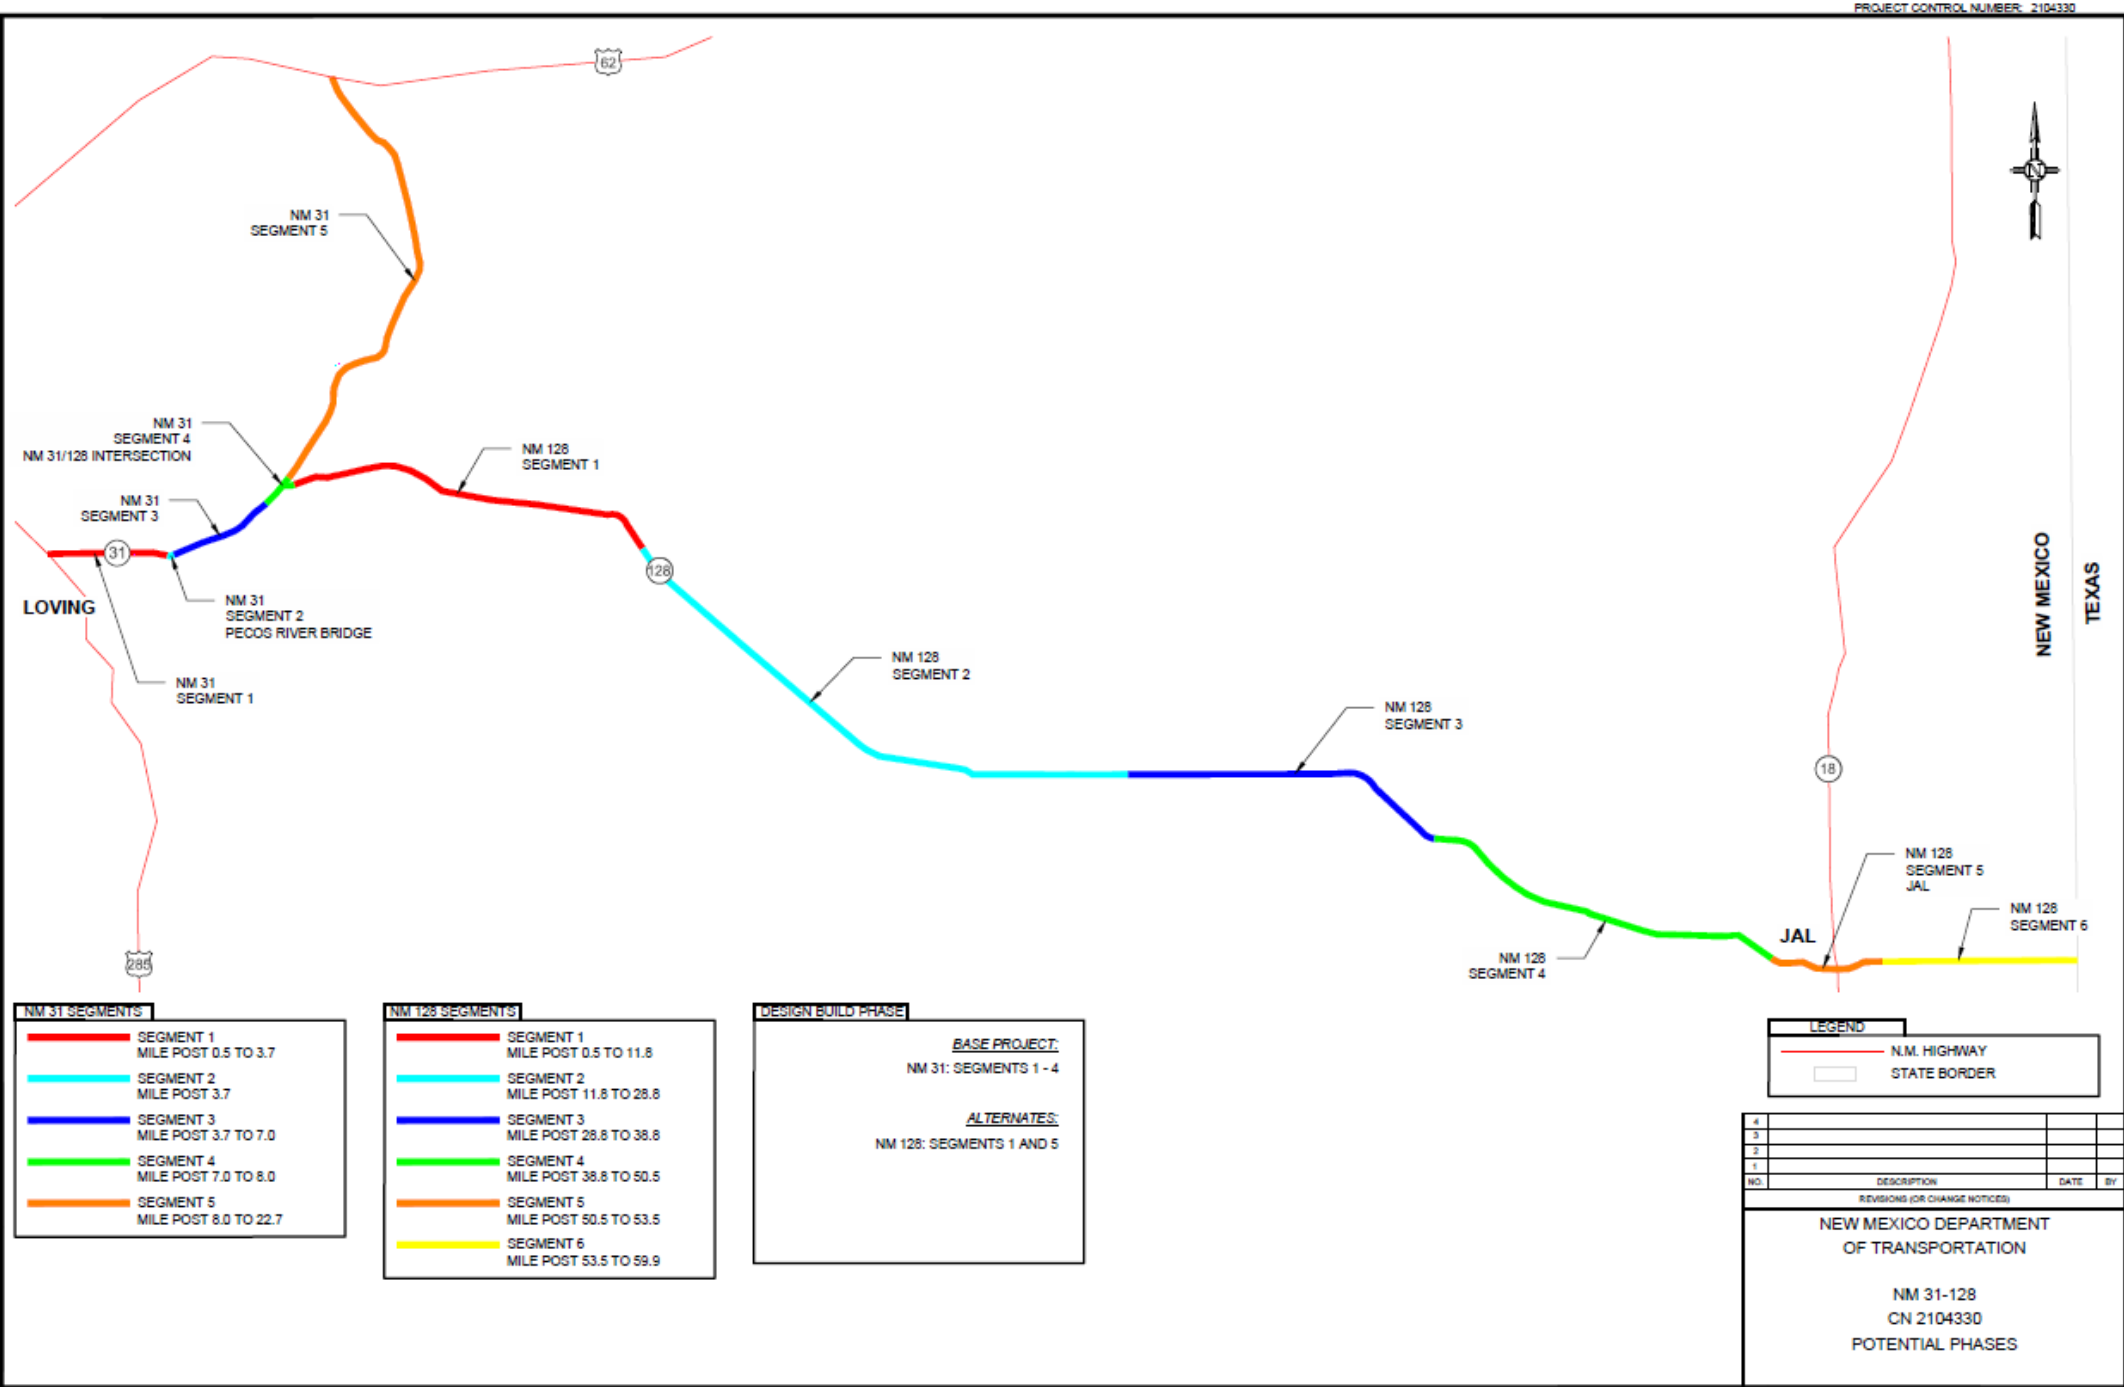 PROJECT CONTROL NUMBER: 2104330
62
NM 31
SEGMENT 5
NM 31
SEGMENT 4
NM 31/128 INTERSECTION
NM 128
SEGMENT 1
NM 31
SEGMENT 3
31
128
LOVING
NM 31
SEGMENT 2
PECOS RIVER BRIDGE
NM 31
SEGMENT 1
NM 128
SEGMENT 2
NM 128
SEGMENT 3
N
NEW MEXICO
TEXAS
18
NM 128
SEGMENT 5
JAL
NM 128
SEGMENT 6
JAL
NM 128
SEGMENT 4
285
NM 31 SEGMENTS
SEGMENT 1
MILE POST 0.5 TO 3.7
SEGMENT 2
MILE POST 3.7
SEGMENT 3
MILE POST 3.7 TO 7.0
SEGMENT 4
MILE POST 7.0 TO 8.0
SEGMENT 5
MILE POST 8.0 TO 22.7
NM 128 SEGMENTS
SEGMENT 1
MILE POST 0.5 TO 11.8
SEGMENT 2
MILE POST 11.8 TO 28.8
SEGMENT 3
MILE POST 28.8 TO 38.8
SEGMENT 4
MILE POST 38.8 TO 50.5
SEGMENT 5
MILE POST 50.5 TO 53.5
SEGMENT 6
MILE POST 53.5 TO 59.9
DESIGN BUILD PHASE
BASE PROJECT:
NM 31: SEGMENTS 1 - 4
ALTERNATES:
NM 128: SEGMENTS 1 AND 5
LEGEND
N.M. HIGHWAY
STATE BORDER
4
3
2
1
NO. DESCRIPTION DATE BY
REVISIONS (OR CHANGE NOTICES)
NEW MEXICO DEPARTMENT
OF TRANSPORTATION
NM 31-128
CN 2104330
POTENTIAL PHASES